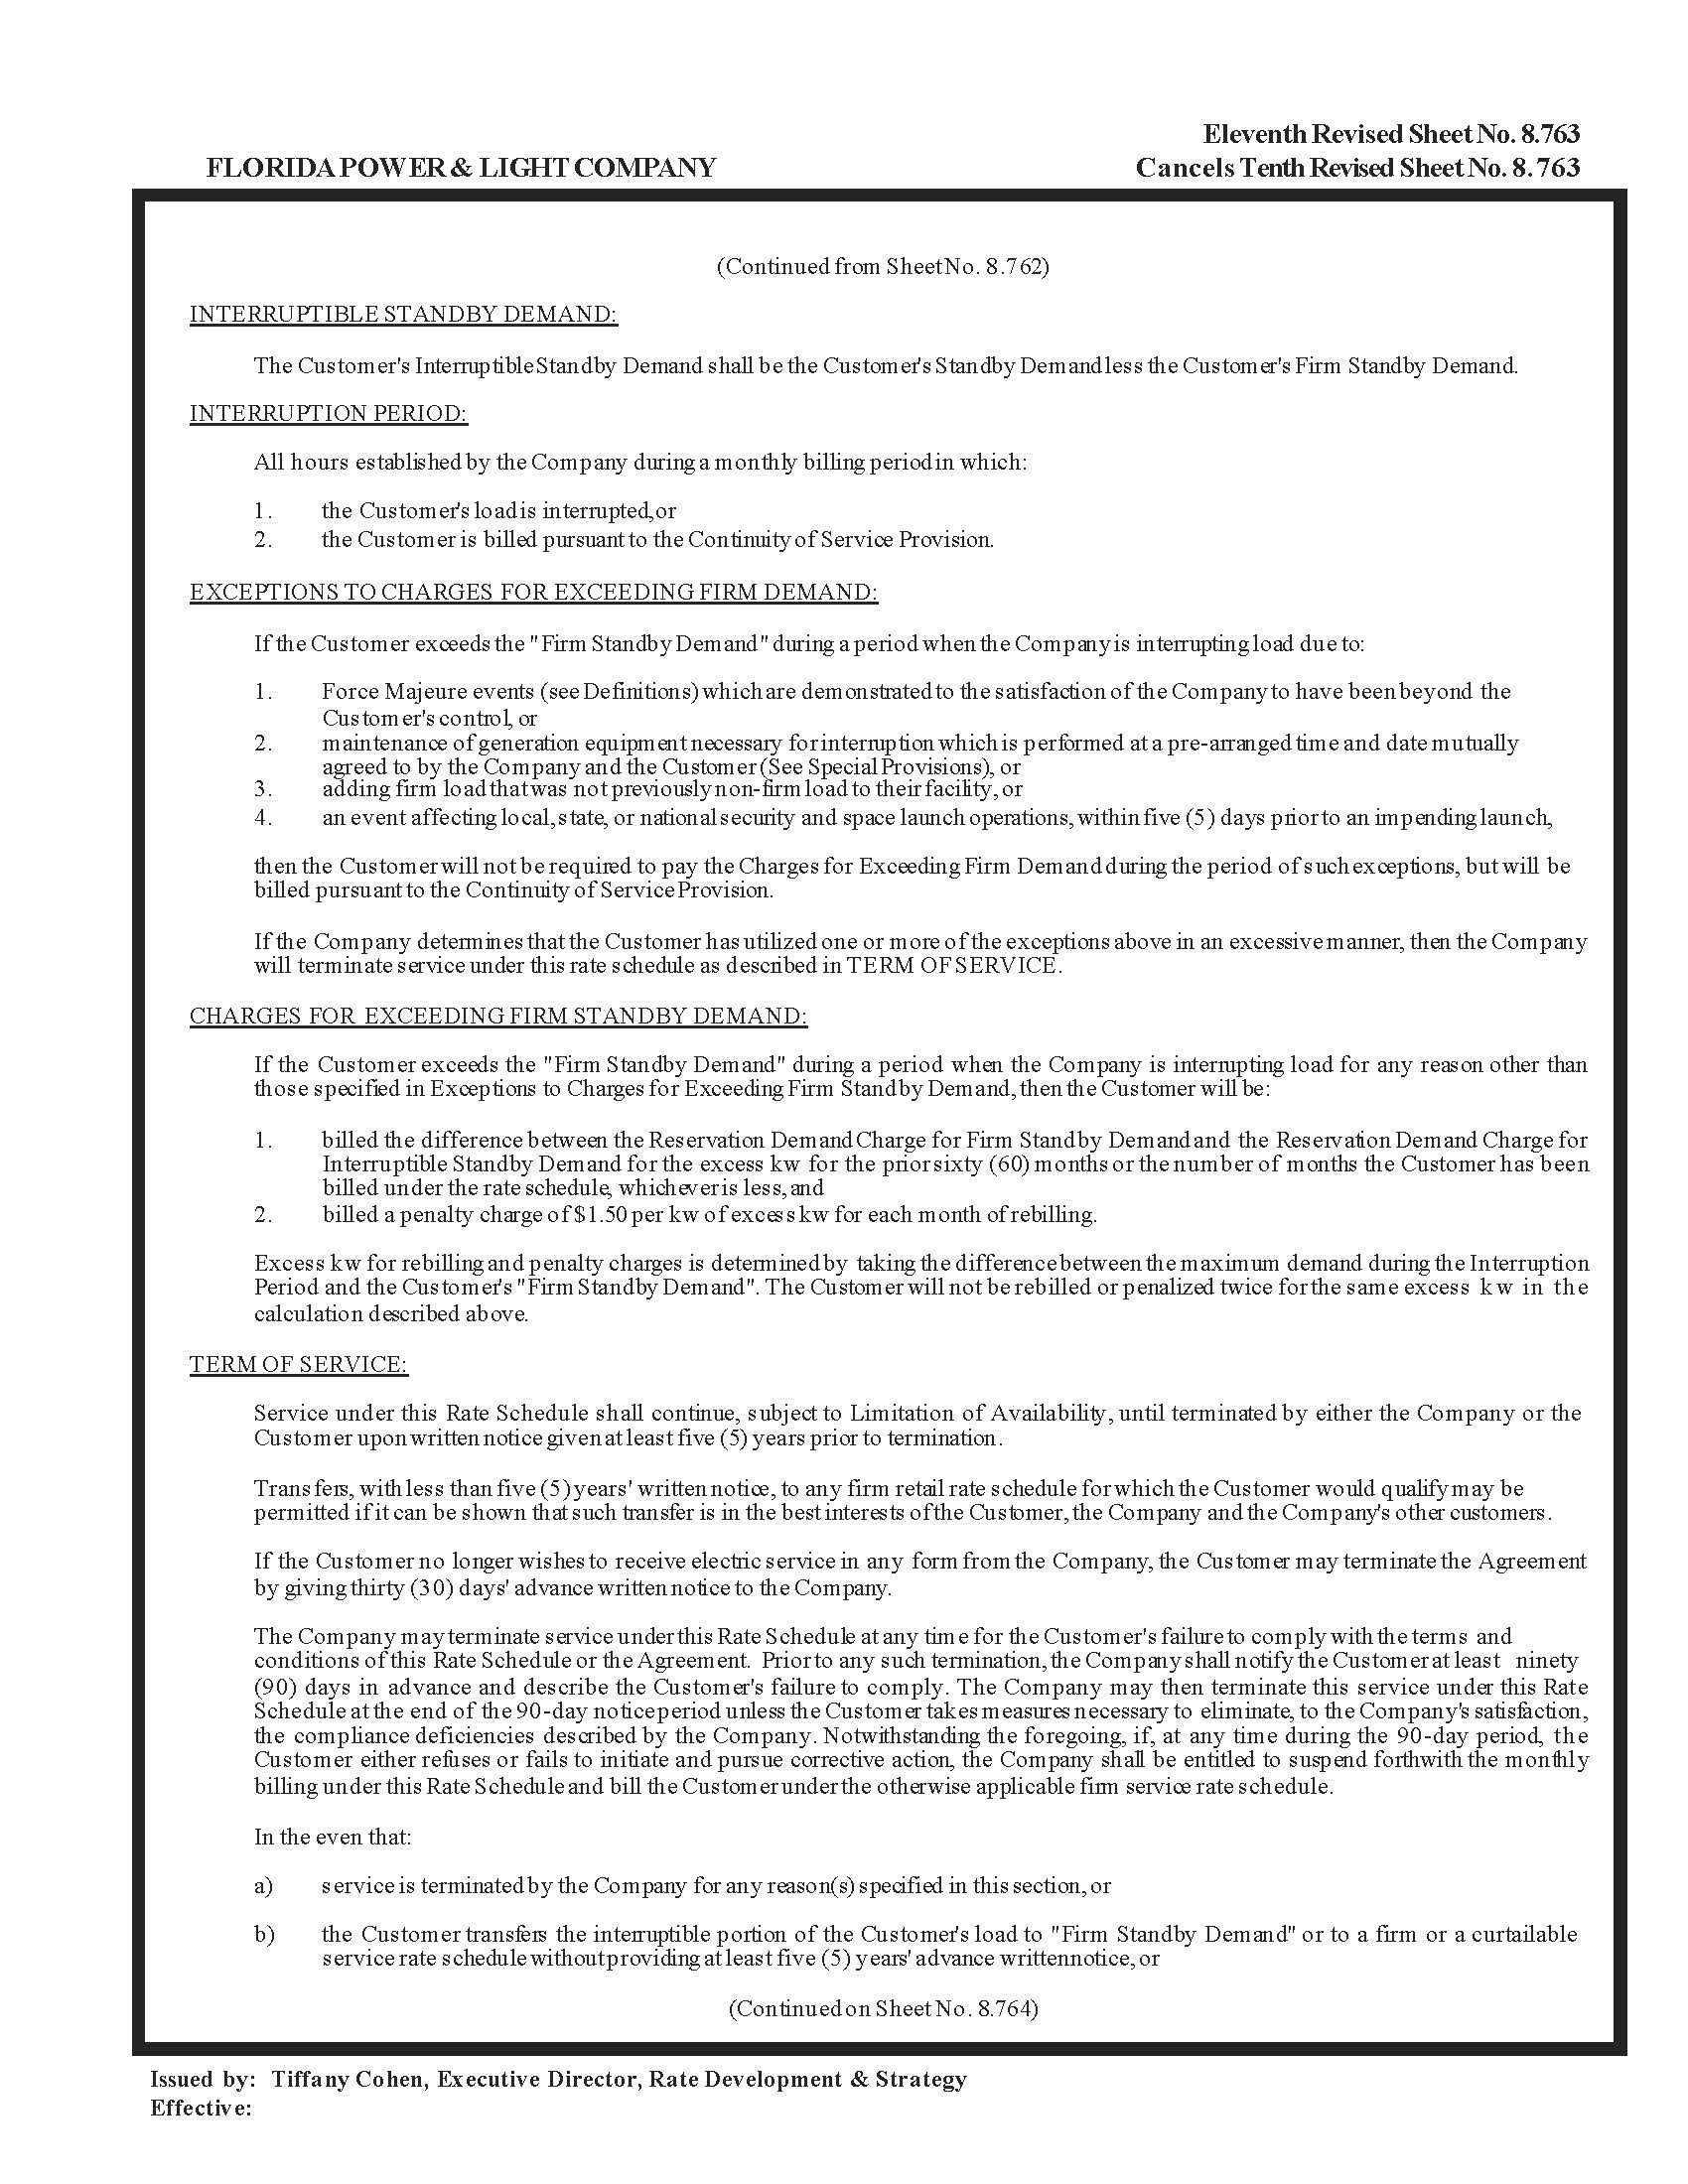 Eleventh Revised Sheet No. 8.763
FLORIDA POWER & LIGHT COMPANY
Cancels Tenth Revised Sheet No. 8.763
(Continued from Sheet No. 8.762)
INTERRUPTIBLE STANDBY DEMAND:
The Customer's Interruptible Standby Demand shall be the Customer's Standby Demand less the Customer's Firm Standby Demand.
INTERRUPTION PERIOD:
All hours established by the Company during a monthly billing period in which:
1. the Customer's load is interrupted, or
2. the Customer is billed pursuant to the Continuity of Service Provision.
EXCEPTIONS TO CHARGES FOR EXCEEDING FIRM DEMAND:
If the Customer exceeds the "Firm Standby Demand" during a period when the Company is interrupting load due to:
1. Force Majeure events (see Definitions) which are demonstrated to the satisfaction of the Company to have been beyond the
Customer's control, or
2. maintenance of generation equipment necessary for interruption which is performed at a pre-arranged time and date mutually
agreed to by the Company and the Customer (See Special Provisions), or
3. adding firm load that was not previously non-firm load to their facility, or
4. an event affecting local, state, or national security and space launch operations, within five (5) days prior to an impending launch,
then the Customer will not be required to pay the Charges for Exceeding Firm Demand during the period of such exceptions, but will be
billed pursuant to the Continuity of Service Provision.
If the Company determines that the Customer has utilized one or more of the exceptions above in an excessive manner, then the Company
will terminate service under this rate schedule as described in TERM OF SERVICE.
CHARGES FOR EXCEEDING FIRM STANDBY DEMAND:
If the Customer exceeds the "Firm Standby Demand" during a period when the Company is interrupting load for any reason other than
those specified in Exceptions to Charges for Exceeding Firm Standby Demand, then the Customer will be:
1. billed the difference between the Reservation Demand Charge for Firm Standby Demand and the Reservation Demand Charge for
Interruptible Standby Demand for the excess kw for the prior sixty (60) months or the number of months the Customer has been
billed under the rate schedule, whichever is less, and
2. billed a penalty charge of $1.50 per kw of excess kw for each month of rebilling.
Excess kw for rebilling and penalty charges is determined by taking the difference between the maximum demand during the Interruption
Period and the Customer's "Firm Standby Demand". The Customer will not be rebilled or penalized twice for the same excess kw in the
calculation described above.
TERM OF SERVICE:
Service under this Rate Schedule shall continue, subject to Limitation of Availability, until terminated by either the Company or the
Customer upon written notice given at least five (5) years prior to termination.
Transfers, with less than five (5) years' written notice, to any firm retail rate schedule for which the Customer would qualify may be
permitted if it can be shown that such transfer is in the best interests of the Customer, the Company and the Company's other customers.
If the Customer no longer wishes to receive electric service in any form from the Company, the Customer may terminate the Agreement
by giving thirty (30) days' advance written notice to the Company.
The Company may terminate service under this Rate Schedule at any time for the Customer's failure to comply with the terms and
conditions of this Rate Schedule or the Agreement. Prior to any such termination, the Company shall notify the Customer at least ninety
(90) days in advance and describe the Customer's failure to comply. The Company may then terminate this service under this Rate
Schedule at the end of the 90-day notice period unless the Customer takes measures necessary to eliminate, to the Company's satisfaction,
the compliance deficiencies described by the Company. Notwithstanding the foregoing, if, at any time during the 90-day period, the
Customer either refuses or fails to initiate and pursue corrective action, the Company shall be entitled to suspend forthwith the monthly
billing under this Rate Schedule and bill the Customer under the otherwise applicable firm service rate schedule.
In the even that:
a) service is terminated by the Company for any reason(s) specified in this section, or
b) the Customer transfers the interruptible portion of the Customer's load to "Firm Standby Demand" or to a firm or a curtailable
service rate schedule without providing at least five (5) years' advance written notice, or
(Continued on Sheet No. 8.764)
Issued by: Tiffany Cohen, Executive Director, Rate Development & Strategy
Effective: